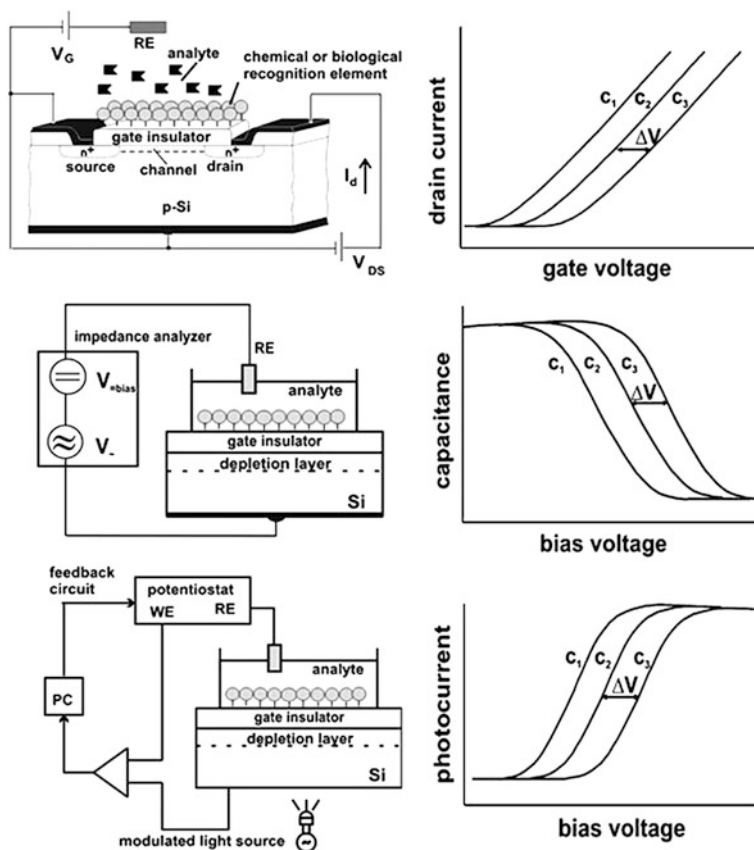 V_G
RE
analyte
chemical or biological
recognition element
gate insulator
n+
n+
source
channel
drain
I_d
p-Si
V_DS
drain current
C1
C2
C3
ΔV
gate voltage
impedance analyzer
RE
V=bias
analyte
V~
gate insulator
depletion layer
Si
capacitance
C1
C2
C3
ΔV
bias voltage
feedback
circuit
potentiostat
WE
RE
analyte
PC
gate insulator
depletion layer
Si
modulated light source
photocurrent
C1
C2
C3
ΔV
bias voltage